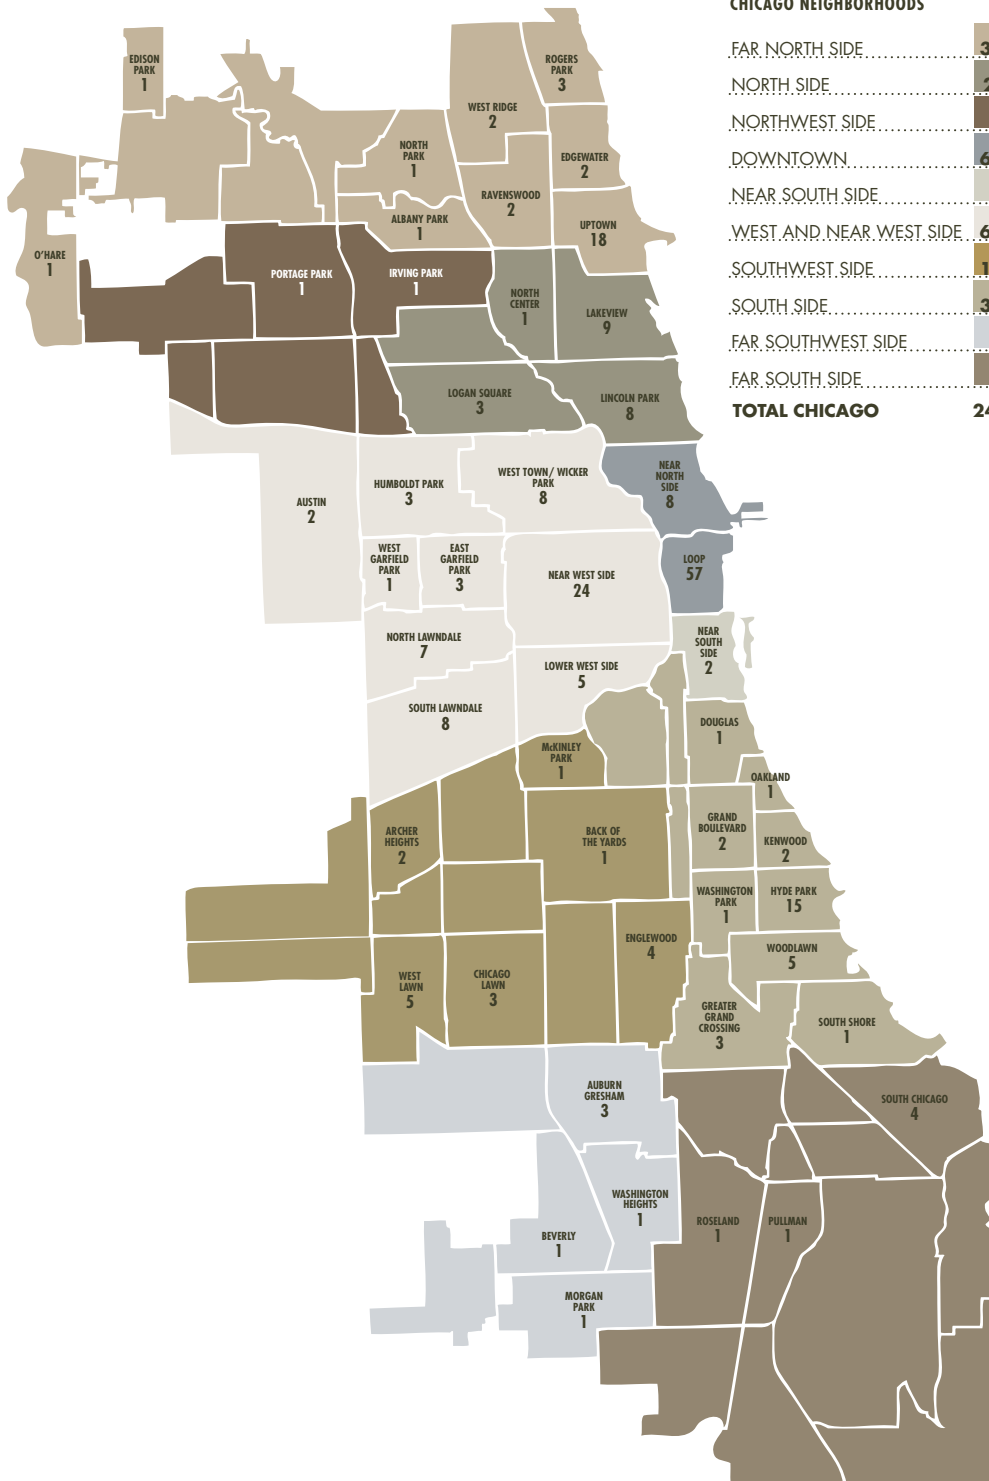 CHICAGO NEIGHBORHOODS
FAR NORTH SIDE 3
NORTH SIDE 2
NORTHWEST SIDE
DOWNTOWN 6
NEAR SOUTH SIDE
WEST AND NEAR WEST SIDE 6
SOUTHWEST SIDE 1
SOUTH SIDE 3
FAR SOUTHWEST SIDE
FAR SOUTH SIDE
TOTAL CHICAGO 24
EDISON
PARK
1
ROGERS
PARK
3
WEST RIDGE
2
NORTH
PARK
1
EDGEWATER
2
RAVENSWOOD
2
ALBANY PARK
1
UPTOWN
18
O'HARE
1
PORTAGE PARK
1
IRVING PARK
1
NORTH
CENTER
1
LAKEVIEW
9
LOGAN SQUARE
3
LINCOLN PARK
8
NEAR
NORTH
SIDE
8
AUSTIN
2
HUMBOLDT PARK
3
WEST TOWN/ WICKER
PARK
8
WEST
GARFIELD
PARK
1
EAST
GARFIELD
PARK
3
NEAR WEST SIDE
24
LOOP
57
NORTH LAWNDALE
7
LOWER WEST SIDE
5
NEAR
SOUTH
SIDE
2
SOUTH LAWNDALE
8
DOUGLAS
1
McKINLEY
PARK
1
OAKLAND
1
ARCHER
HEIGHTS
2
BACK OF
THE YARDS
1
GRAND
BOULEVARD
2
KENWOOD
2
WASHINGTON
PARK
1
HYDE PARK
15
ENGLEWOOD
4
WOODLAWN
5
WEST
LAWN
5
CHICAGO
LAWN
3
GREATER
GRAND
CROSSING
3
SOUTH SHORE
1
AUBURN
GRESHAM
3
SOUTH CHICAGO
4
WASHINGTON
HEIGHTS
1
BEVERLY
1
ROSELAND
1
PULLMAN
1
MORGAN
PARK
1